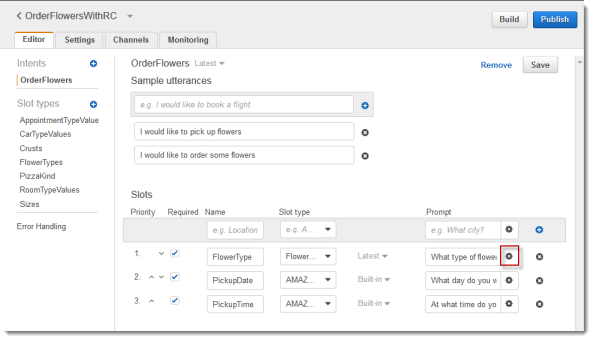 OrderFlowersWithRC
Build
Publish
Editor
Settings
Channels
Monitoring
Intents
OrderFlowers
Slot types
AppointmentTypeValue
CarTypeValues
Crusts
FlowerTypes
PizzaKind
RoomTypeValues
Sizes
Error Handling
OrderFlowers Latest
Remove
Save
Sample utterances
e.g. I would like to book a flight.
I would like to pick up flowers
I would like to order some flowers
Slots
Priority Required Name Slot type Prompt
e.g. Location e.g. A... e.g. What city?
1. FlowerType Flower... Latest What type of flower
2. PickupDate AMAZ... Built-in What day do you w
3. PickupTime AMAZ... Built-in At what time do yo